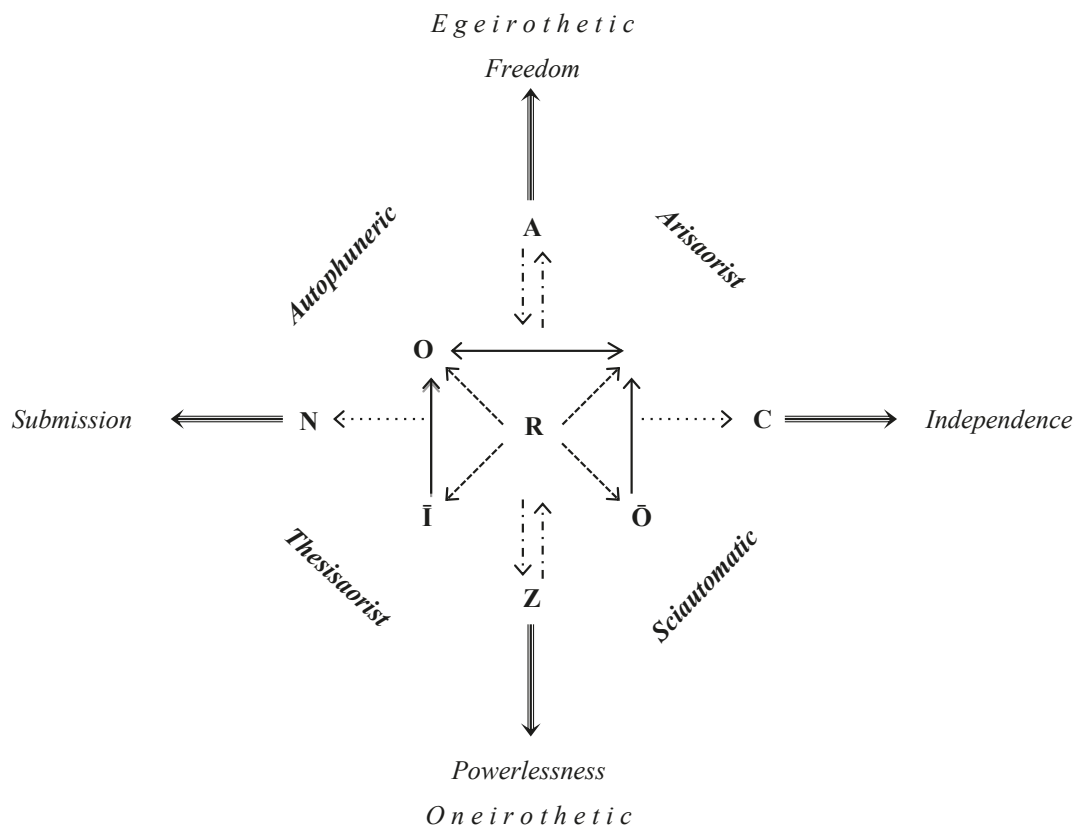 Egeirothetic
Freedom
A
Autophuneric
Arisaorist
O
Submission
N
R
C
Independence
Ī
Ō
Thesisaorist
Sciautomatic
Z
Powerlessness
Oneirothetic